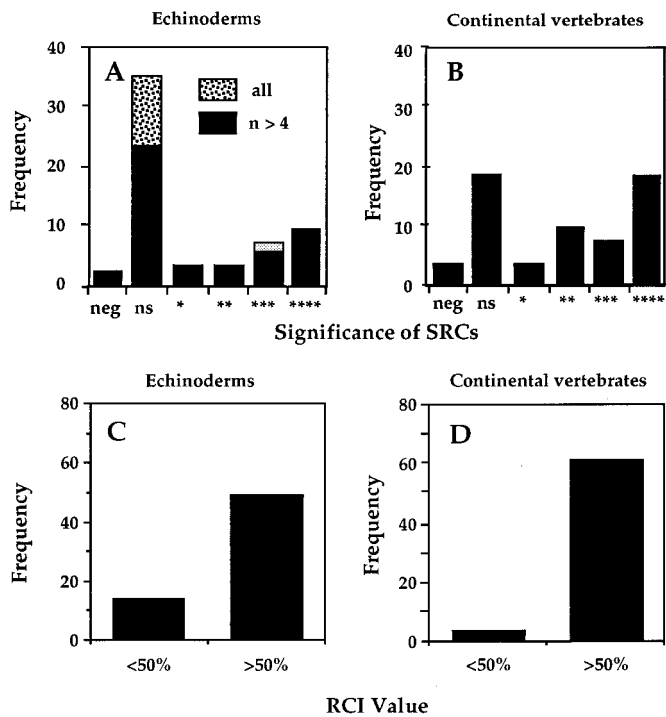 Echinoderms
Continental vertebrates
A
all
n > 4
Frequency
40
30
20
10
0
neg ns * ** *** ****
B
Frequency
40
30
20
10
0
neg ns * ** *** ****
Significance of SRCs
Echinoderms
Continental vertebrates
C
Frequency
80
60
40
20
0
<50% >50%
D
Frequency
80
60
40
20
0
<50% >50%
RCI Value